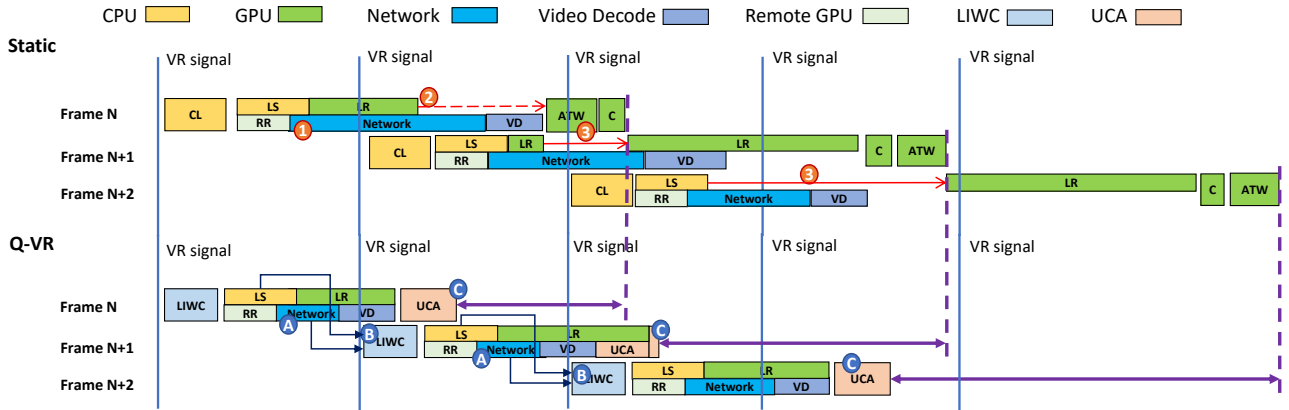 CPU GPU Network Video Decode Remote GPU LIWC UCA
Static
VR signal VR signal VR signal VR signal VR signal
Frame N CL LS LR 2 ATW C
RR 1 Network VD 3
Frame N+1 CL LS LR LR C ATW
RR Network VD
Frame N+2 CL LS 3 LR C ATW
RR Network VD
Q-VR
VR signal VR signal VR signal VR signal VR signal
Frame N LIWC LS LR UCA C
RR Network VD
A
Frame N+1 B LIWC LS LR C
RR Network VD UCA
A
Frame N+2 B LIWC LS LR C UCA
RR Network VD